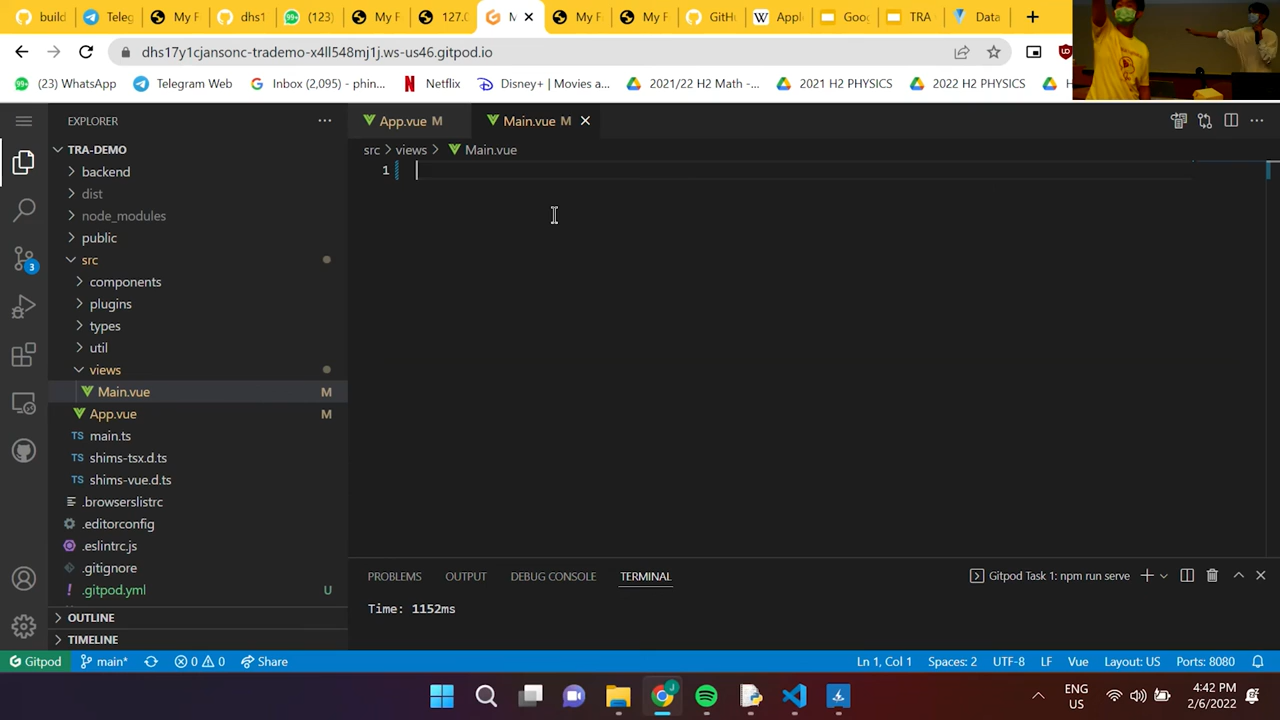 build
Teleg
My F
dhs1
(123)
My F
127.0
M
My F
My F
GitHu
Apple
Goog
TRA
Data
dhs17y1cjansonc-trademo-x4ll548mj1j.ws-us46.gitpod.io
(23) WhatsApp
Telegram Web
Inbox (2,095) - phin...
Netflix
Disney+ | Movies a...
2021/22 H2 Math -...
2021 H2 PHYSICS
2022 H2 PHYSICS
H
EXPLORER
App.vue M
Main.vue M
TRA-DEMO
src > views > Main.vue
1
backend
dist
node_modules
public
src
components
plugins
types
util
views
Main.vue M
App.vue M
main.ts
shims-tsx.d.ts
shims-vue.d.ts
.browserslistrc
.editorconfig
.eslintrc.js
.gitignore
.gitpod.yml U
OUTLINE
TIMELINE
3
PROBLEMS
OUTPUT
DEBUG CONSOLE
TERMINAL
Gitpod Task 1: npm run serve
Time: 1152ms
Gitpod
main*
0
0
Share
Ln 1, Col 1
Spaces: 2
UTF-8
LF
Vue
Layout: US
Ports: 8080
ENG
US
4:42 PM
2/6/2022